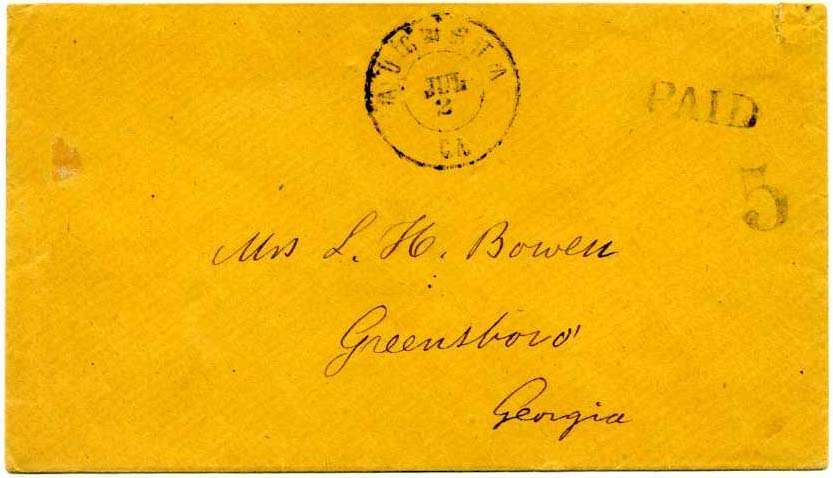 AUGUSTA
JUL
2
GA.
PAID
5
Mrs L. H. Bowen
Greensboro'
Georgia